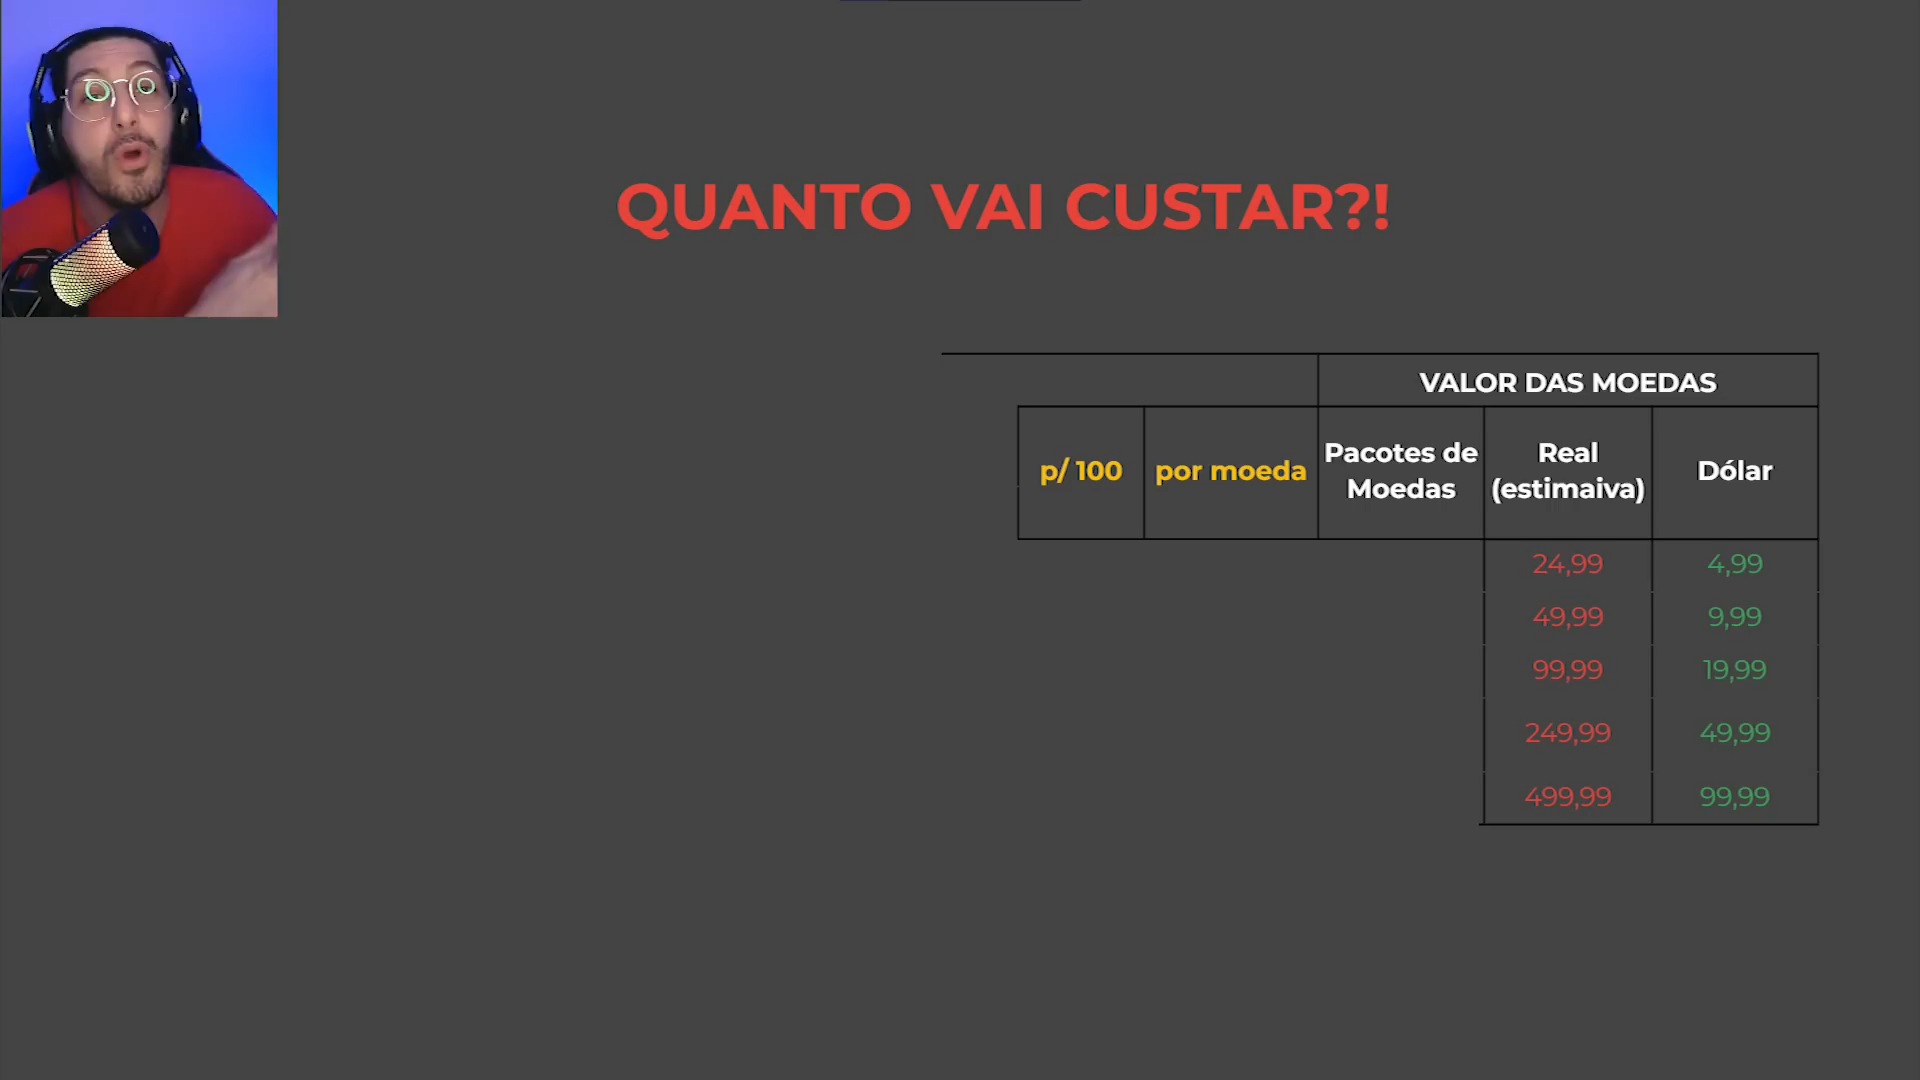 QUANTO VAI CUSTAR?!
VALOR DAS MOEDAS
p/ 100
por moeda
Pacotes de
Moedas
Real
(estimaiva)
Dólar
24,99 4,99
49,99 9,99
99,99 19,99
249,99 49,99
499,99 99,99